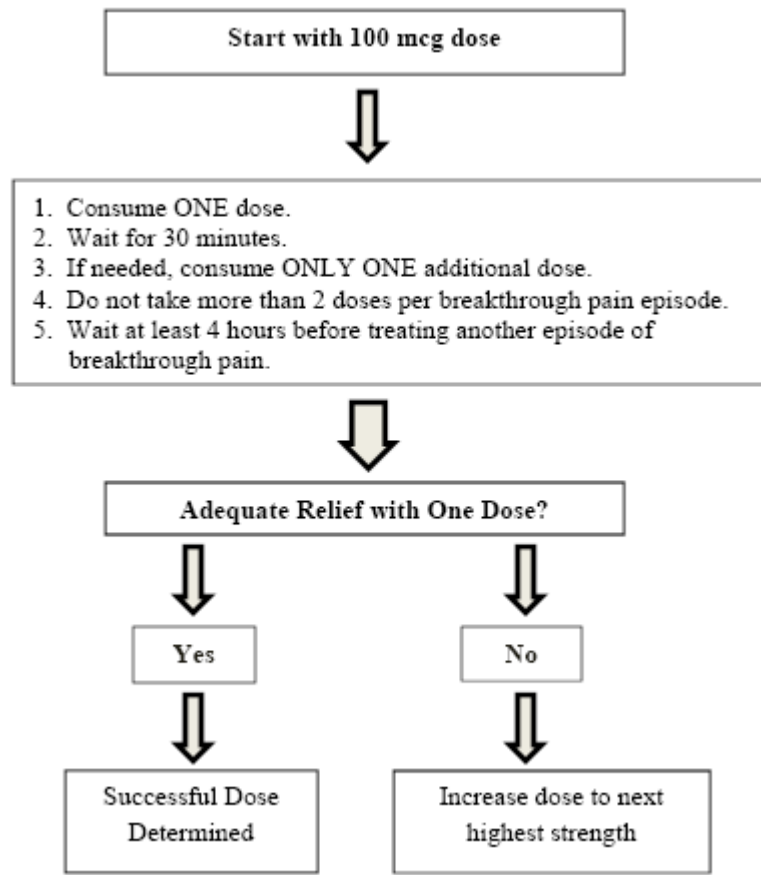 Start with 100 mcg dose
1. Consume ONE dose.
2. Wait for 30 minutes.
3. If needed, consume ONLY ONE additional dose.
4. Do not take more than 2 doses per breakthrough pain episode.
5. Wait at least 4 hours before treating another episode of
breakthrough pain.
Adequate Relief with One Dose?
Yes
No
Successful Dose
Determined
Increase dose to next
highest strength